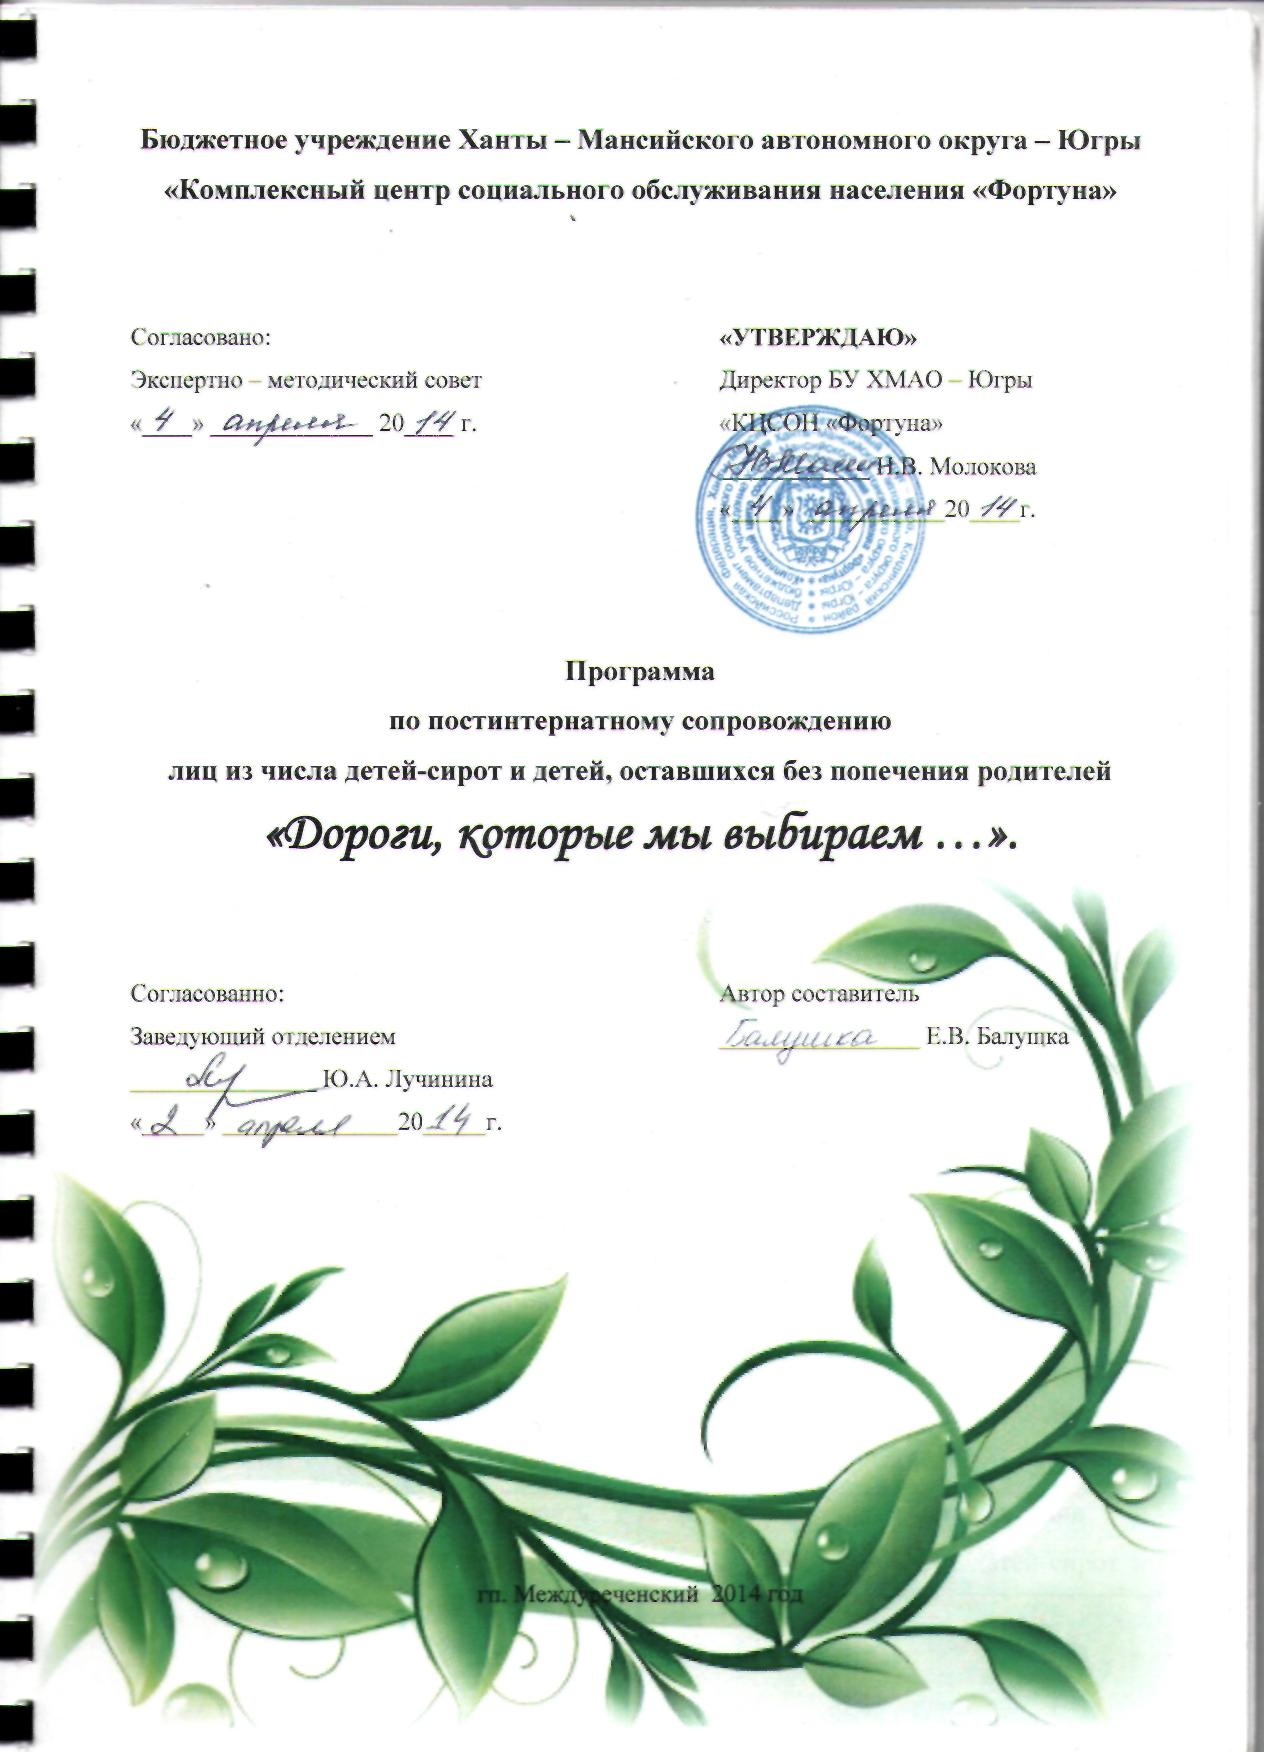 Бюджетное учреждение Ханты – Мансийского автономного округа – Югры
«Комплексный центр социального обслуживания населения «Фортуна»
Согласовано:
Экспертно – методический совет
«4» апреля 2014 г.
«УТВЕРЖДАЮ»
Директор БУ ХМАО – Югры
«КЦСОН «Фортуна»
Н.В. Молокова
«4» апреля 2014 г.
Программа
по постинтернатному сопровождению
лиц из числа детей-сирот и детей, оставшихся без попечения родителей
«Дороги, которые мы выбираем …».
Согласованно:
Заведующий отделением
Ю.А. Лучинина
«2» апреля 2014 г.
Автор составитель
Балушка Е.В. Балушка
гп. Междуреченский 2014 год